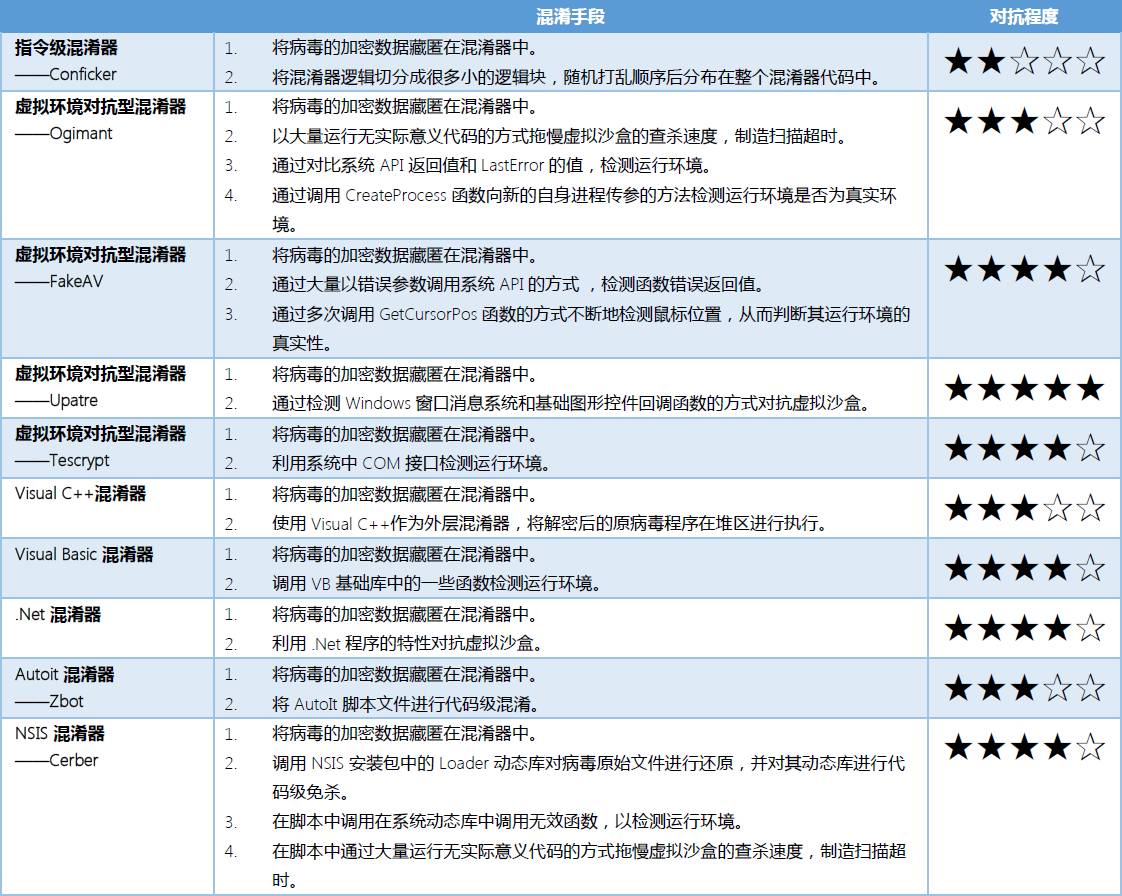 混淆手段 对抗程度
指令级混淆器
——Conficker
1. 将病毒的加密数据藏匿在混淆器中。
2. 将混淆器逻辑切分成很多小的逻辑块，随机打乱顺序后分布在整个混淆器代码中。
★★☆☆☆
虚拟环境对抗型混淆器
——Ogimant
1. 将病毒的加密数据藏匿在混淆器中。
2. 以大量运行无实际意义代码的方式拖慢虚拟沙盒的查杀速度，制造扫描超时。
3. 通过对比系统 API 返回值和 LastError 的值，检测运行环境。
4. 通过调用 CreateProcess 函数向新的自身进程传参的方法检测运行环境是否为真实环
境。
★★★☆☆
虚拟环境对抗型混淆器
——FakeAV
1. 将病毒的加密数据藏匿在混淆器中。
2. 通过大量以错误参数调用系统 API 的方式 ，检测函数错误返回值。
3. 通过多次调用 GetCursorPos 函数的方式不断地检测鼠标位置，从而判断其运行环境的
真实性。
★★★★☆
虚拟环境对抗型混淆器
——Upatre
1. 将病毒的加密数据藏匿在混淆器中。
2. 通过检测 Windows 窗口消息系统和基础图形控件回调函数的方式对抗虚拟沙盒。
★★★★★
虚拟环境对抗型混淆器
——Tescrypt
1. 将病毒的加密数据藏匿在混淆器中。
2. 利用系统中 COM 接口检测运行环境。
★★★★☆
Visual C++混淆器
1. 将病毒的加密数据藏匿在混淆器中。
2. 使用 Visual C++作为外层混淆器，将解密后的原病毒程序在堆区进行执行。
★★★☆☆
Visual Basic 混淆器
1. 将病毒的加密数据藏匿在混淆器中。
2. 调用 VB 基础库中的一些函数检测运行环境。
★★★★☆
.Net 混淆器
1. 将病毒的加密数据藏匿在混淆器中。
2. 利用 .Net 程序的特性对抗虚拟沙盒。
★★★★☆
Autoit 混淆器
——Zbot
1. 将病毒的加密数据藏匿在混淆器中。
2. 将 AutoIt 脚本文件进行代码级混淆。
★★★☆☆
NSIS 混淆器
——Cerber
1. 将病毒的加密数据藏匿在混淆器中。
2. 调用 NSIS 安装包中的 Loader 动态库对病毒原始文件进行还原，并对其动态库进行代
码级免杀。
3. 在脚本中调用在系统动态库中调用无效函数，以检测运行环境。
4. 在脚本中通过大量运行无实际意义代码的方式拖慢虚拟沙盒的查杀速度，制造扫描超
时。
★★★★☆